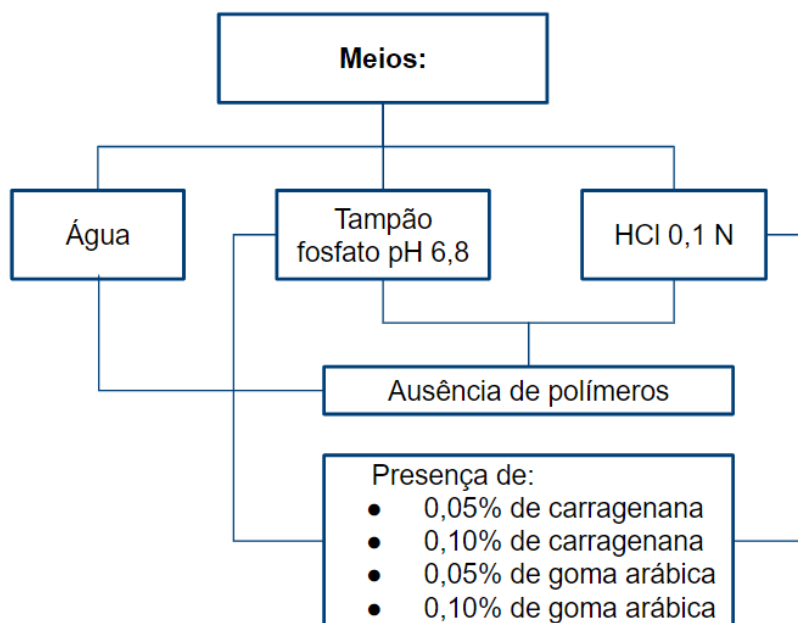 Meios:
Água
Tampão
fosfato pH 6,8
HCl 0,1 N
Ausência de polímeros
Presença de:
● 0,05% de carragenana
● 0,10% de carragenana
● 0,05% de goma arábica
● 0,10% de goma arábica